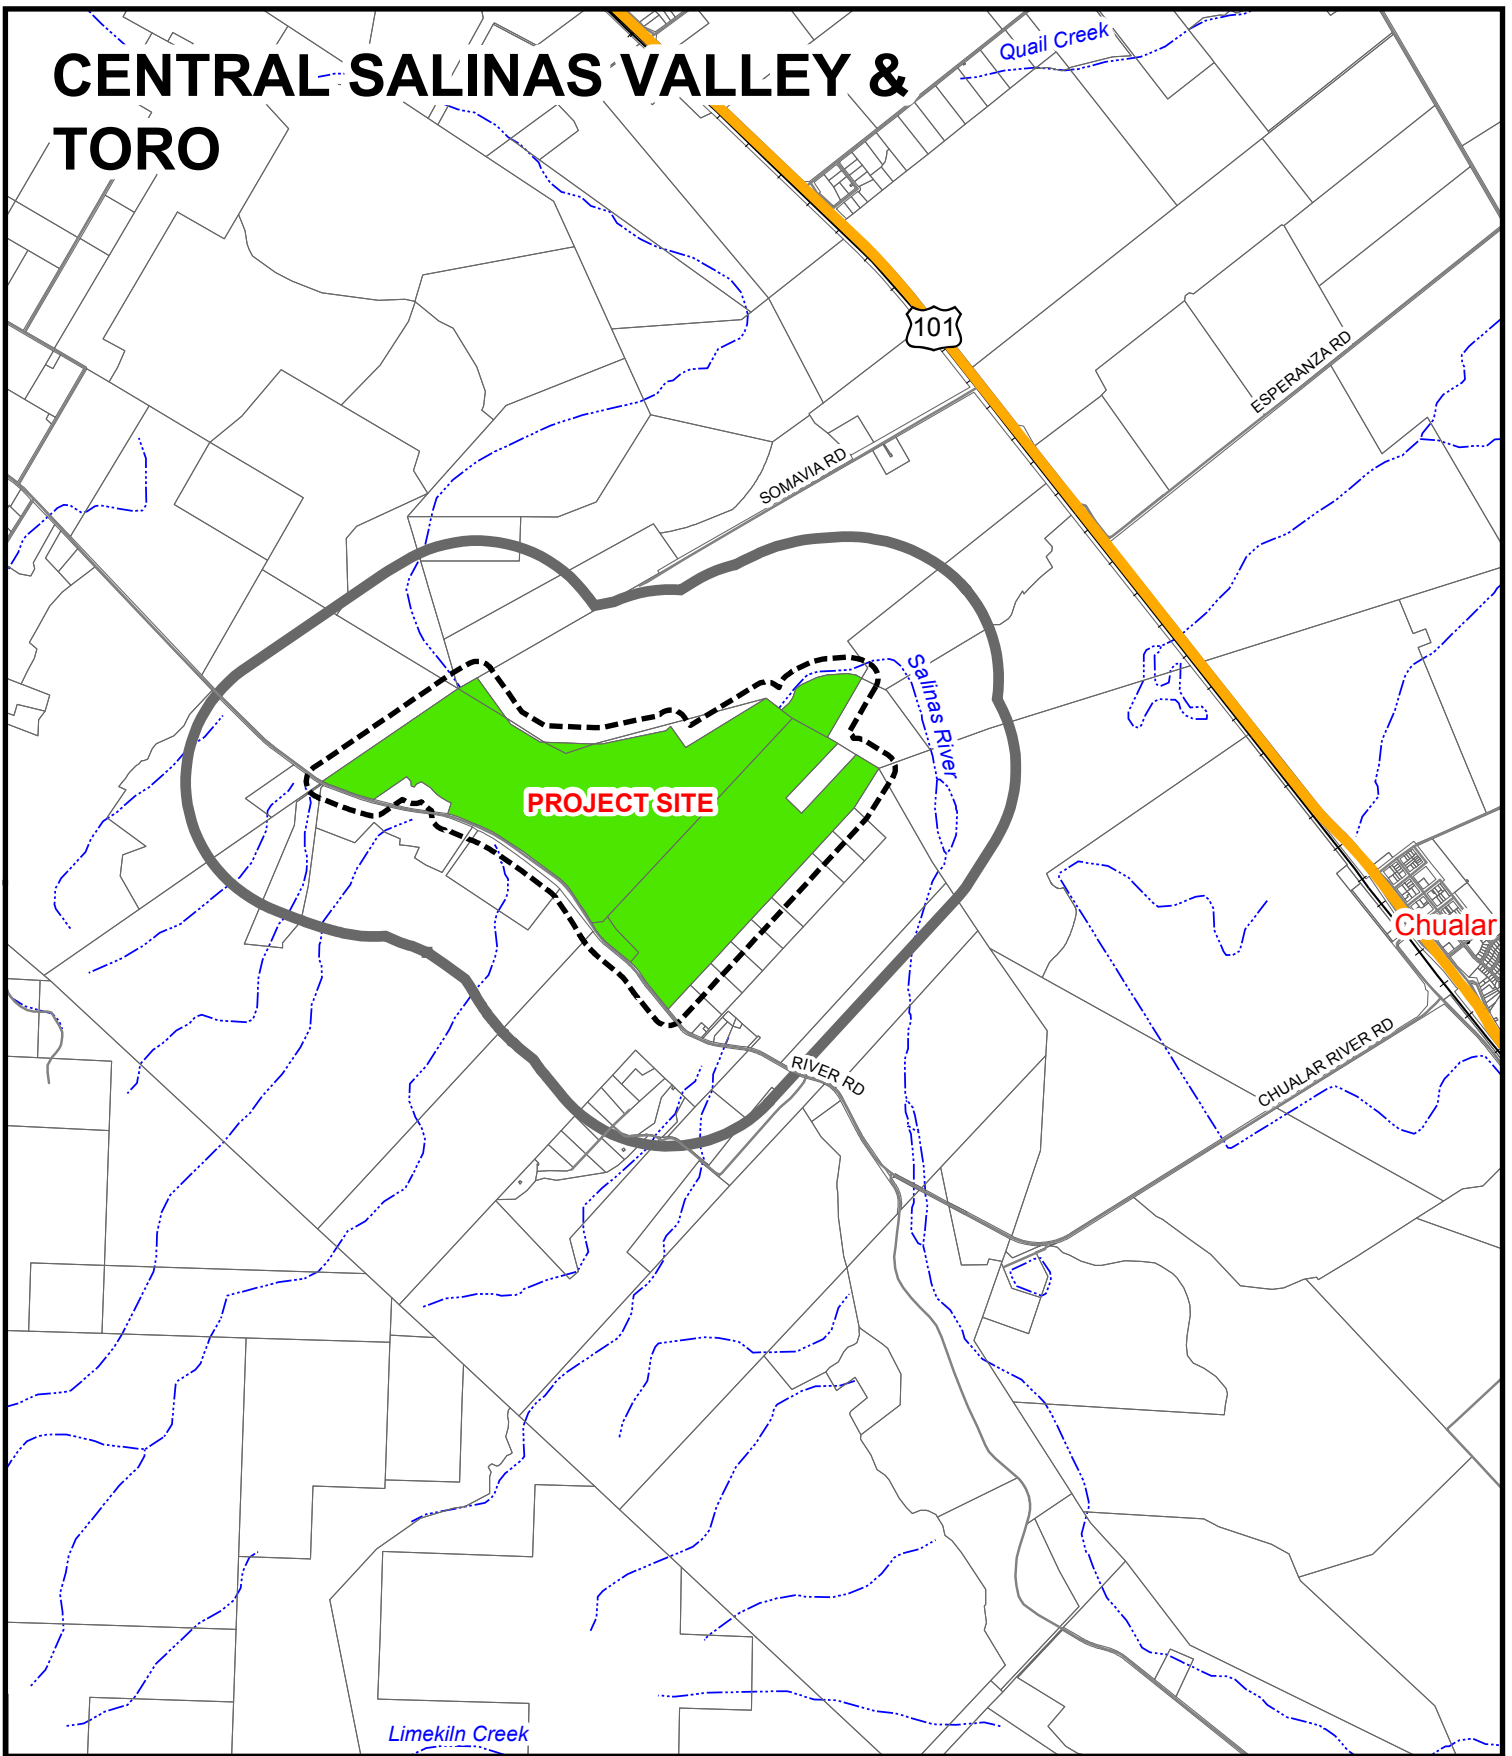 CENTRAL SALINAS VALLEY &
TORO
Quail Creek
101
ESPERANZA RD
SOMAVIA RD
Salinas River
PROJECT SITE
Chualar
RIVER RD
CHUALAR RIVER RD
Limekiln Creek